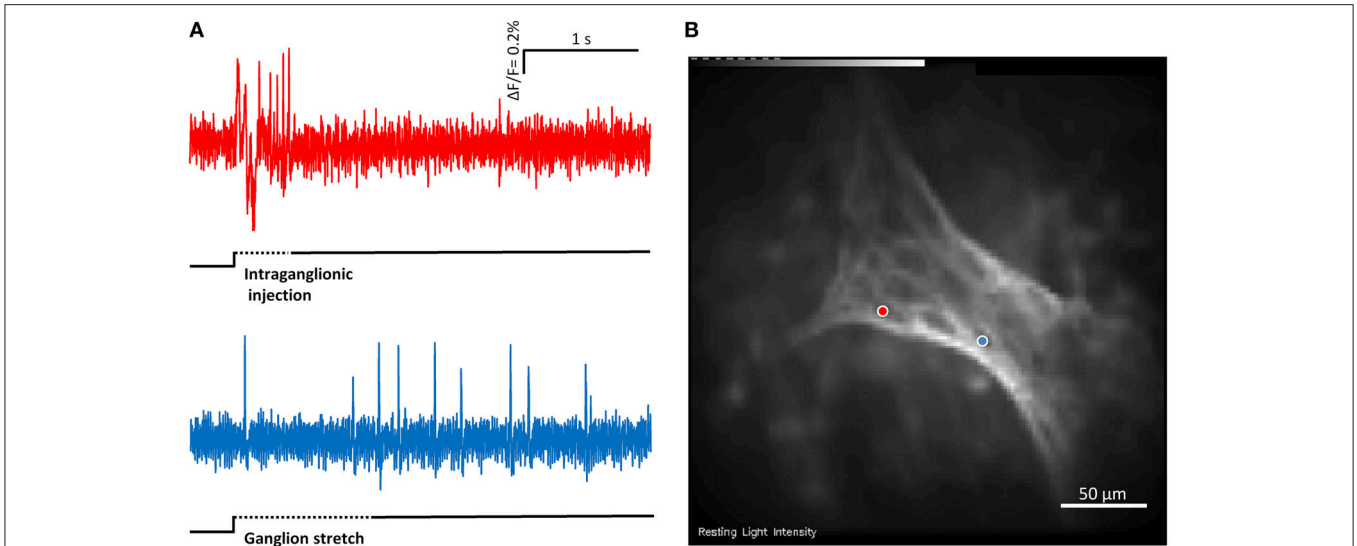 A
1 s
ΔF/F= 0.2%
Intraganglionic
injection
Ganglion stretch
B
50 µm
Resting Light Intensity